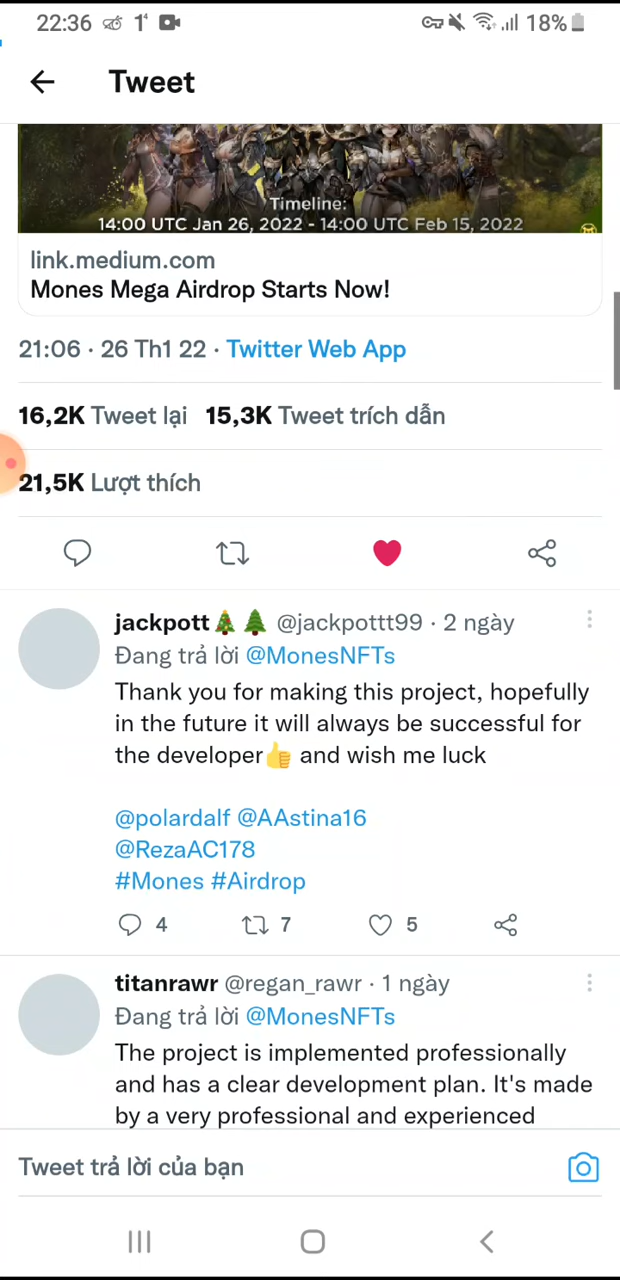 22:36
18%
Tweet
Timeline:
14:00 UTC Jan 26, 2022 - 14:00 UTC Feb 15, 2022
link.medium.com
Mones Mega Airdrop Starts Now!
21:06 · 26 Th1 22 · Twitter Web App
16,2K Tweet lại 15,3K Tweet trích dẫn
21,5K Lượt thích
jackpott🎄🌲 @jackpottt99 · 2 ngày
Đang trả lời @MonesNFTs
Thank you for making this project, hopefully
in the future it will always be successful for
the developer👍 and wish me luck
@polardalf @AAstina16
@RezaAC178
#Mones #Airdrop
4 7 5
titanrawr @regan_rawr · 1 ngày
Đang trả lời @MonesNFTs
The project is implemented professionally
and has a clear development plan. It's made
by a very professional and experienced
Tweet trả lời của bạn